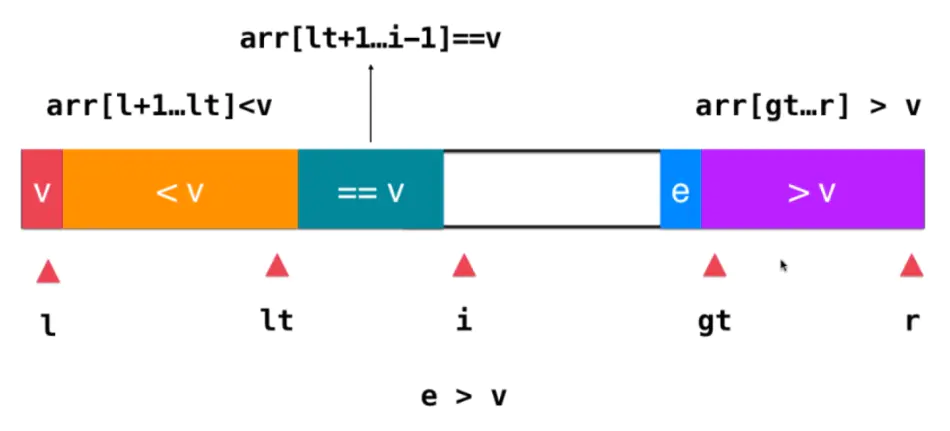 arr[lt+1…i-1]==v
arr[l+1…lt]<v
arr[gt…r] > v
v
< v
== v
e
> v
l
lt
i
gt
r
e > v